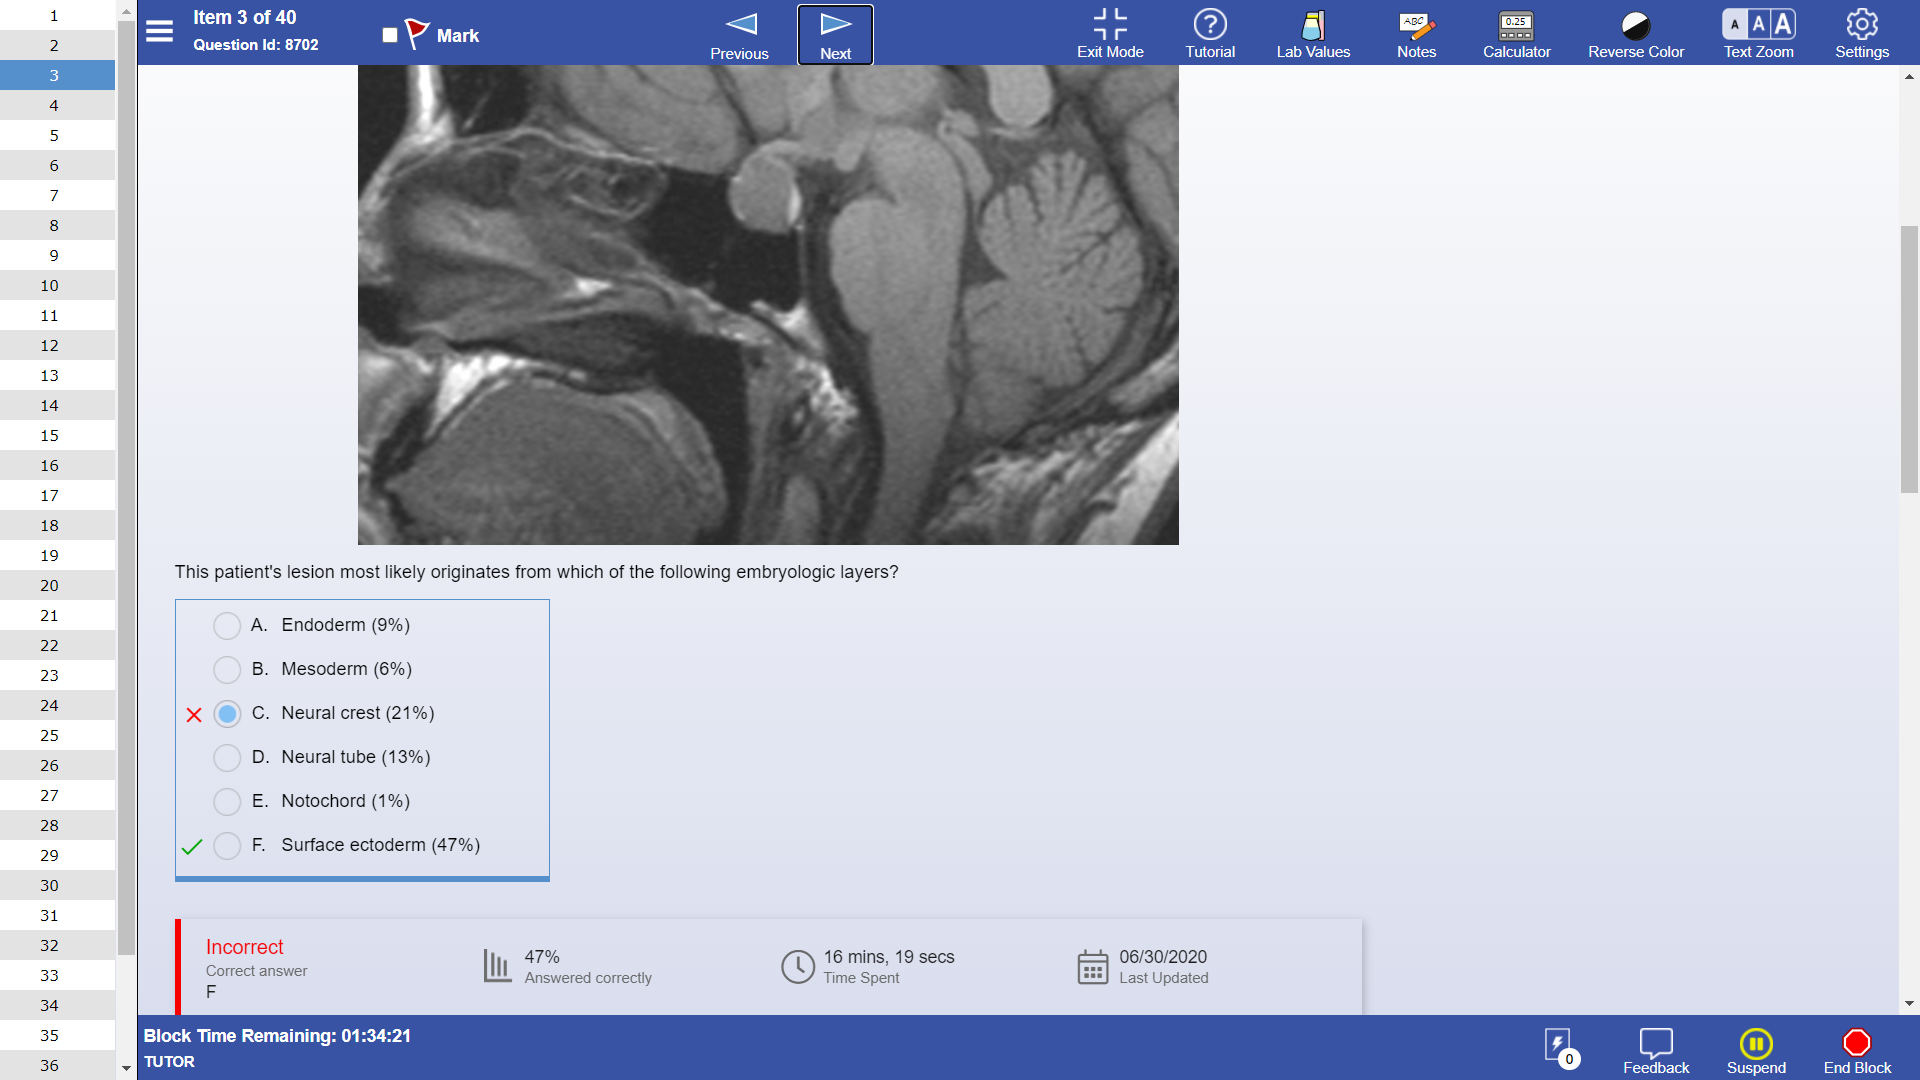 Item 3 of 40
Question Id: 8702
Mark
Previous
Next
Exit Mode
Tutorial
Lab Values
ABC
Notes
0.25
Calculator
Reverse Color
A A A
Text Zoom
Settings
1
2
3
4
5
6
7
8
9
10
11
12
13
14
15
16
17
18
19
20
21
22
23
24
25
26
27
28
29
30
31
32
33
34
35
36
This patient's lesion most likely originates from which of the following embryologic layers?
A. Endoderm (9%)
B. Mesoderm (6%)
C. Neural crest (21%)
D. Neural tube (13%)
E. Notochord (1%)
F. Surface ectoderm (47%)
Incorrect
Correct answer
F
47%
Answered correctly
16 mins, 19 secs
Time Spent
06/30/2020
Last Updated
Block Time Remaining: 01:34:21
TUTOR
0
Feedback
Suspend
End Block